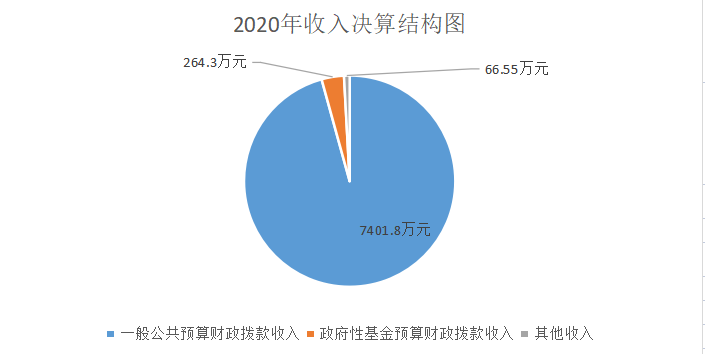 2020年收入决算结构图
264.3万元
66.55万元
7401.8万元
一般公共预算财政拨款收入 政府性基金预算财政拨款收入 其他收入